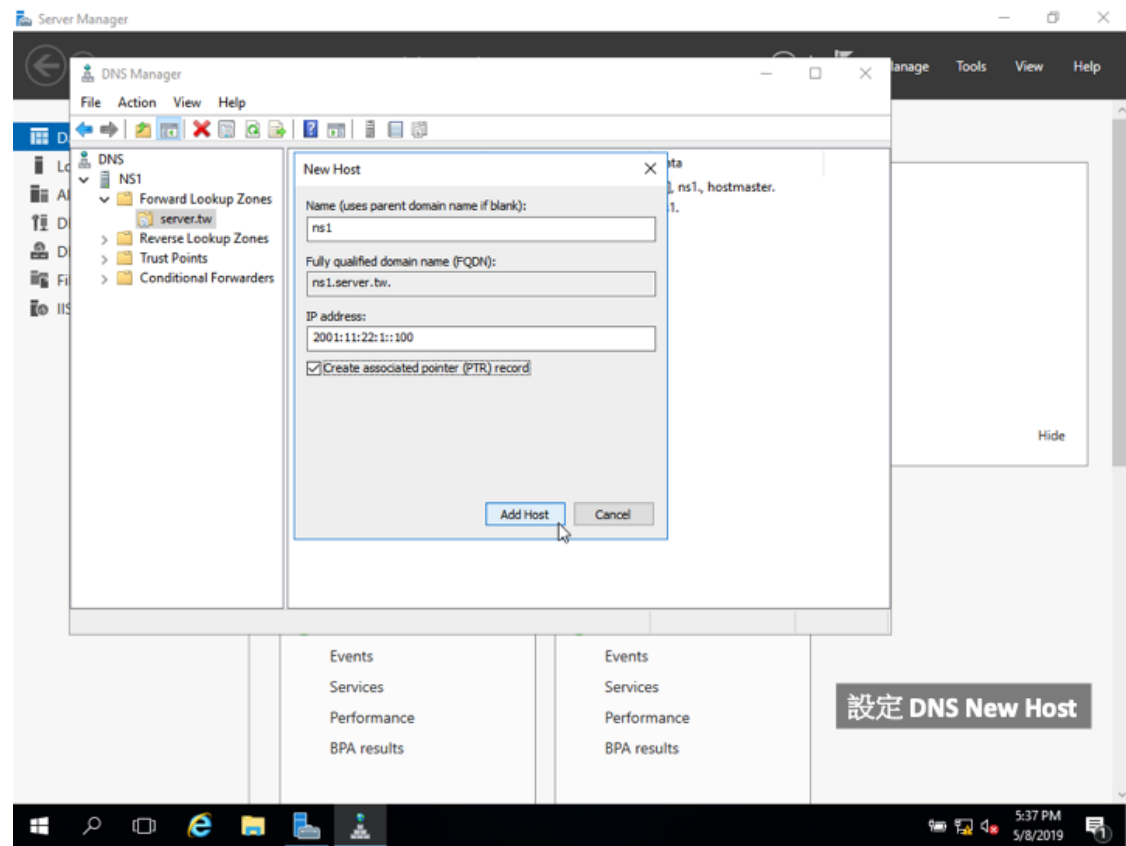 Server Manager
Manage Tools View Help
DNS Manager
File Action View Help
DNS
NS1
Forward Lookup Zones
server.tw
Reverse Lookup Zones
Trust Points
Conditional Forwarders
New Host
Name (uses parent domain name if blank):
ns1
Fully qualified domain name (FQDN):
ns1.server.tw.
IP address:
2001:11:22:1::100
Create associated pointer (PTR) record
Add Host Cancel
ns1., hostmaster.
Hide
Events
Services
Performance
BPA results
Events
Services
Performance
BPA results
設定 DNS New Host
5:37 PM
5/8/2019